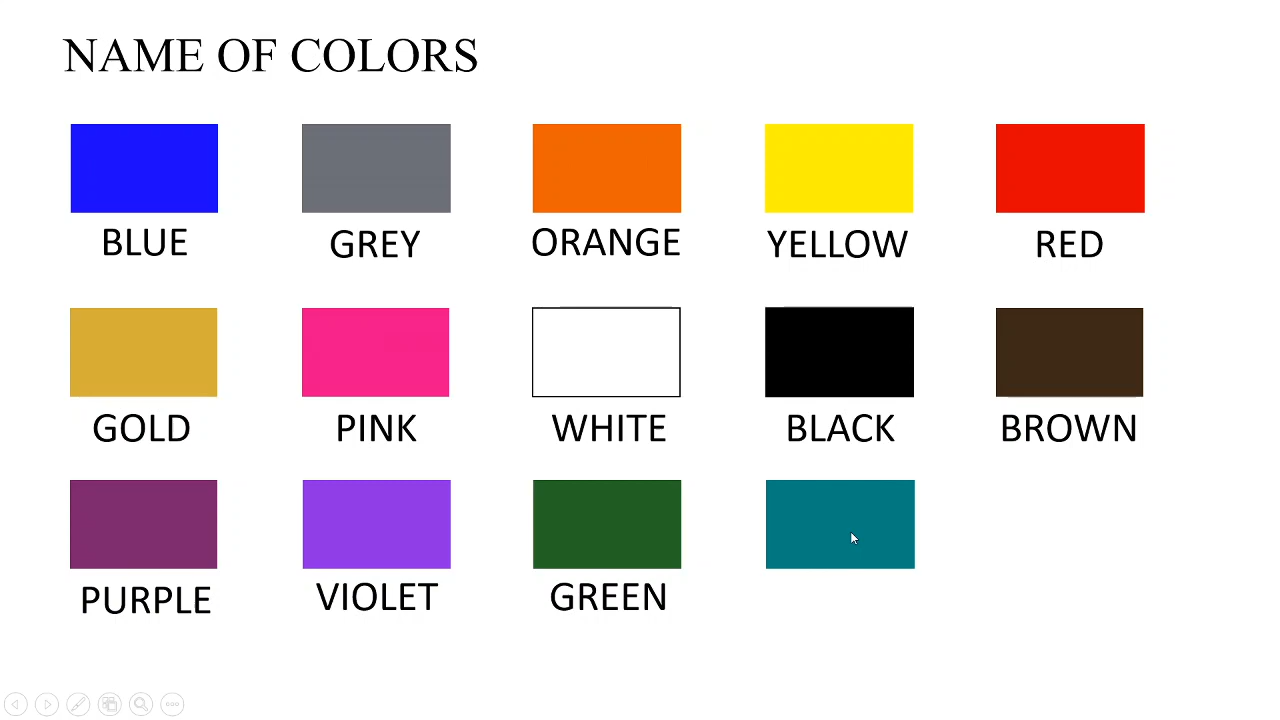 NAME OF COLORS
BLUE GREY ORANGE YELLOW RED
GOLD PINK WHITE BLACK BROWN
PURPLE VIOLET GREEN